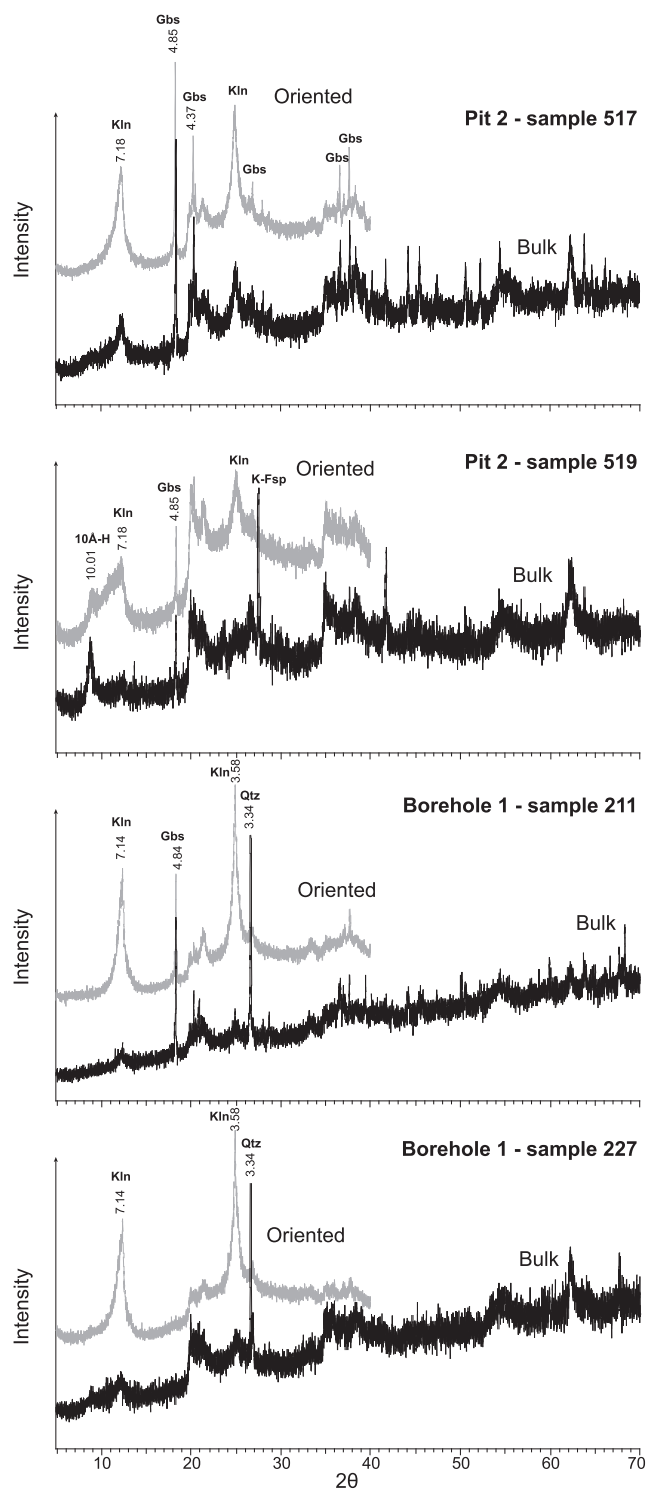 Gbs
4.85
Gbs
4.37
Kln
Oriented
Pit 2 - sample 517
Kln
7.18
Gbs
Gbs
Gbs
Bulk
Intensity
Pit 2 - sample 519
Kln
Oriented
K-Fsp
Gbs
4.85
Kln
7.18
10Å-H
10.01
Bulk
Intensity
Kln
3.58
Qtz
3.34
Borehole 1 - sample 211
Kln
7.14
Gbs
4.84
Oriented
Bulk
Intensity
Kln
3.58
Qtz
3.34
Borehole 1 - sample 227
Kln
7.14
Oriented
Bulk
Intensity
10 20 30 40 50 60 70
2θ